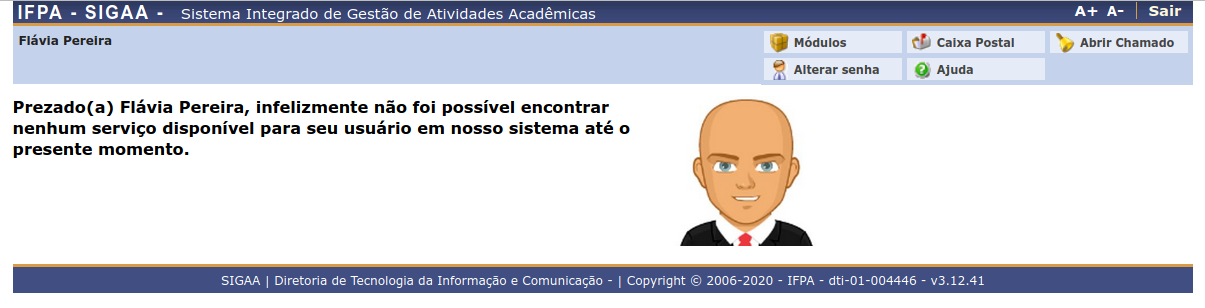 IFPA - SIGAA - Sistema Integrado de Gestão de Atividades Acadêmicas A+ A- Sair
Flávia Pereira
Módulos Caixa Postal Abrir Chamado
Alterar senha Ajuda
Prezado(a) Flávia Pereira, infelizmente não foi possível encontrar
nenhum serviço disponível para seu usuário em nosso sistema até o
presente momento.
SIGAA | Diretoria de Tecnologia da Informação e Comunicação - | Copyright © 2006-2020 - IFPA - dti-01-004446 - v3.12.41